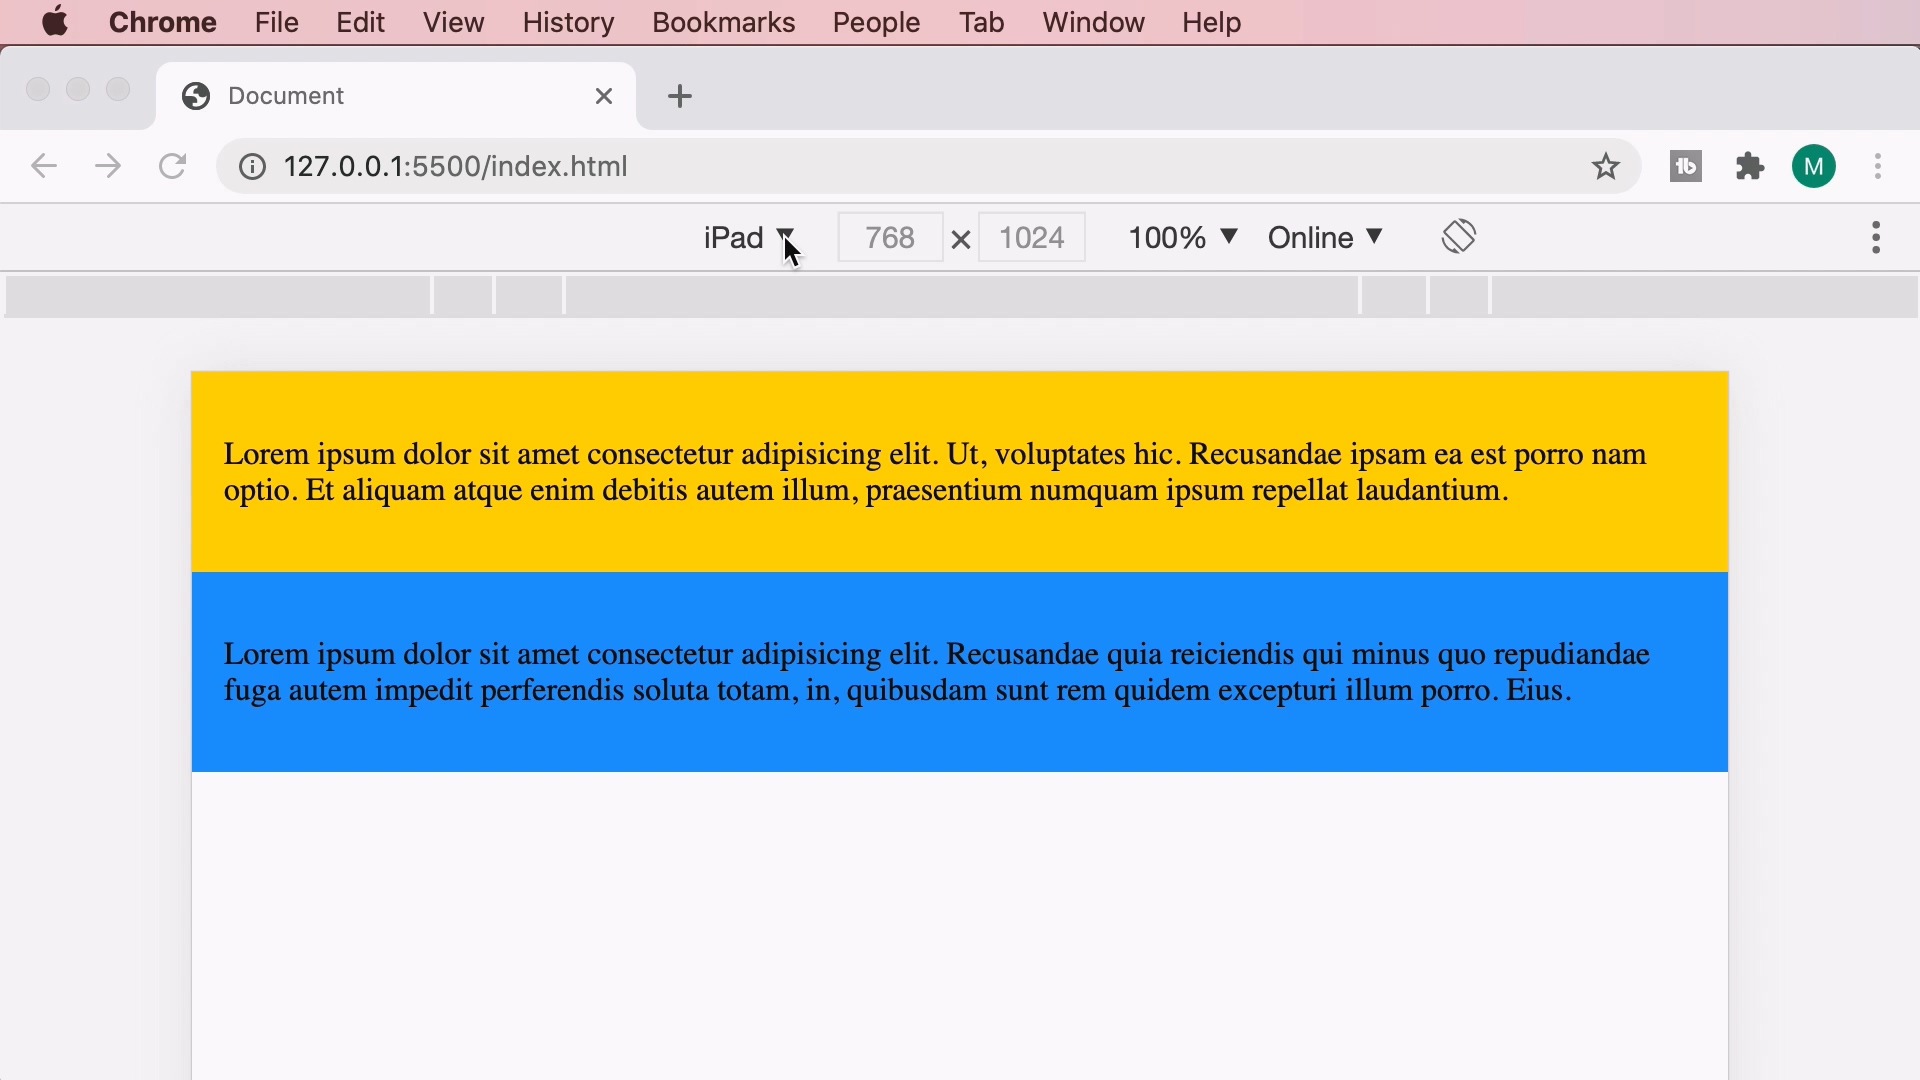 Chrome File Edit View History Bookmarks People Tab Window Help
Document
127.0.0.1:5500/index.html
M
iPad 768 × 1024 100% Online
Lorem ipsum dolor sit amet consectetur adipisicing elit. Ut, voluptates hic. Recusandae ipsam ea est porro nam
optio. Et aliquam atque enim debitis autem illum, praesentium numquam ipsum repellat laudantium.
Lorem ipsum dolor sit amet consectetur adipisicing elit. Recusandae quia reiciendis qui minus quo repudiandae
fuga autem impedit perferendis soluta totam, in, quibusdam sunt rem quidem excepturi illum porro. Eius.